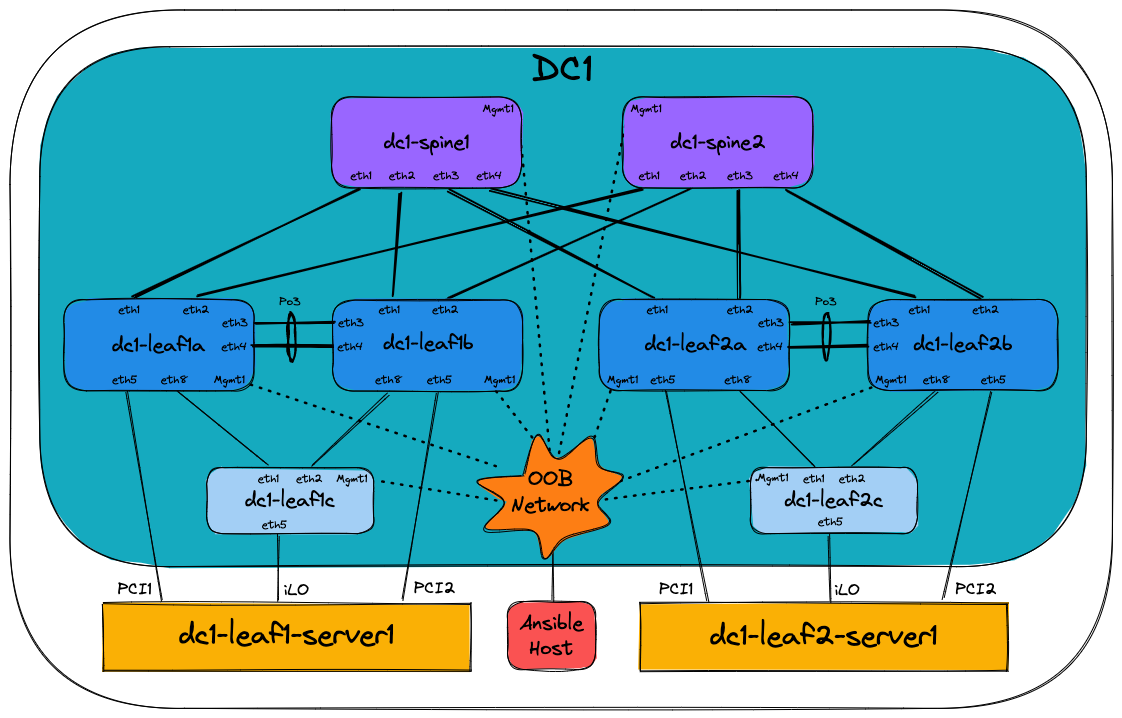 DC1
Mgmt1
dc1-spine1
eth1 eth2 eth3 eth4
Mgmt1
dc1-spine2
eth1 eth2 eth3 eth4
eth1 eth2
eth3
dc1-leaf1a
eth4
eth5 eth8 Mgmt1
Po3
eth1 eth2
eth3
dc1-leaf1b
eth4
eth8 eth5 Mgmt1
eth1 eth2
eth3
dc1-leaf2a
eth4
Mgmt1 eth5 eth8
Po3
eth1 eth2
eth3
dc1-leaf2b
eth4
Mgmt1 eth8 eth5
eth1 eth2 Mgmt1
dc1-leaf1c
eth5
OOB
Network
Mgmt1 eth1 eth2
dc1-leaf2c
eth5
PCI1 iLO PCI2
dc1-leaf1-server1
Ansible
Host
PCI1 iLO PCI2
dc1-leaf2-server1